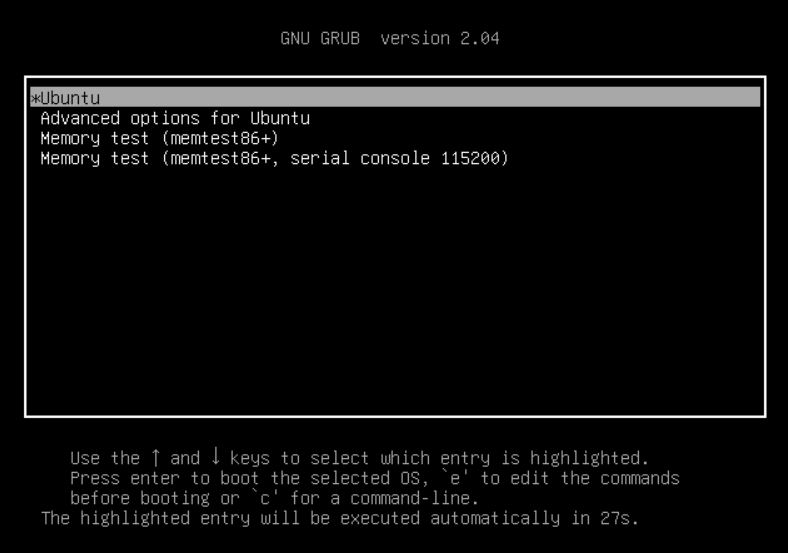 GNU GRUB  version 2.04
*Ubuntu
Advanced options for Ubuntu
Memory test (memtest86+)
Memory test (memtest86+, serial console 115200)
Use the ↑ and ↓ keys to select which entry is highlighted.
Press enter to boot the selected OS, `e' to edit the commands
before booting or `c' for a command-line.
The highlighted entry will be executed automatically in 27s.